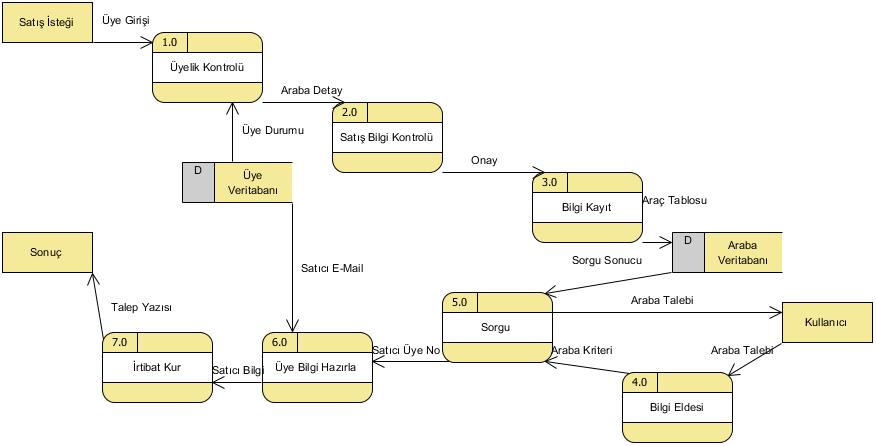 Satış İsteği
Üye Girişi
1.0
Üyelik Kontrolü
Araba Detay
2.0
Satış Bilgi Kontrolü
Üye Durumu
D
Üye
Veritabanı
Onay
3.0
Bilgi Kayıt
Araç Tablosu
D
Araba
Veritabanı
Sonuç
Satıcı E-Mail
Sorgu Sonucu
5.0
Sorgu
Araba Talebi
Kullanıcı
Talep Yazısı
7.0
İrtibat Kur
Satıcı Bilgi
6.0
Üye Bilgi Hazırla
Satıcı Üye No
Araba Kriteri
Araba Talebi
4.0
Bilgi Eldesi